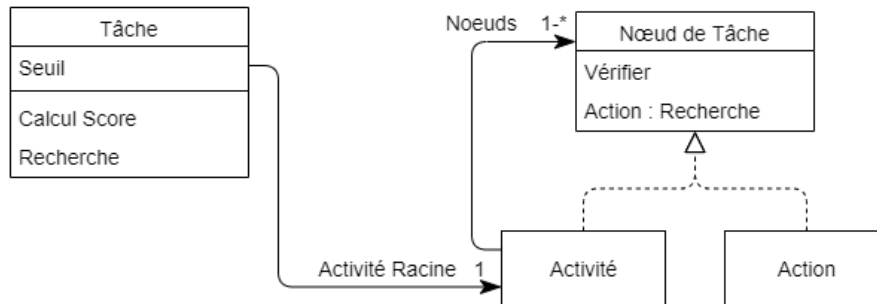 Tâche
Seuil
Calcul Score
Recherche
Noeuds 1-*
Nœud de Tâche
Vérifier
Action : Recherche
Activité Racine 1
Activité
Action